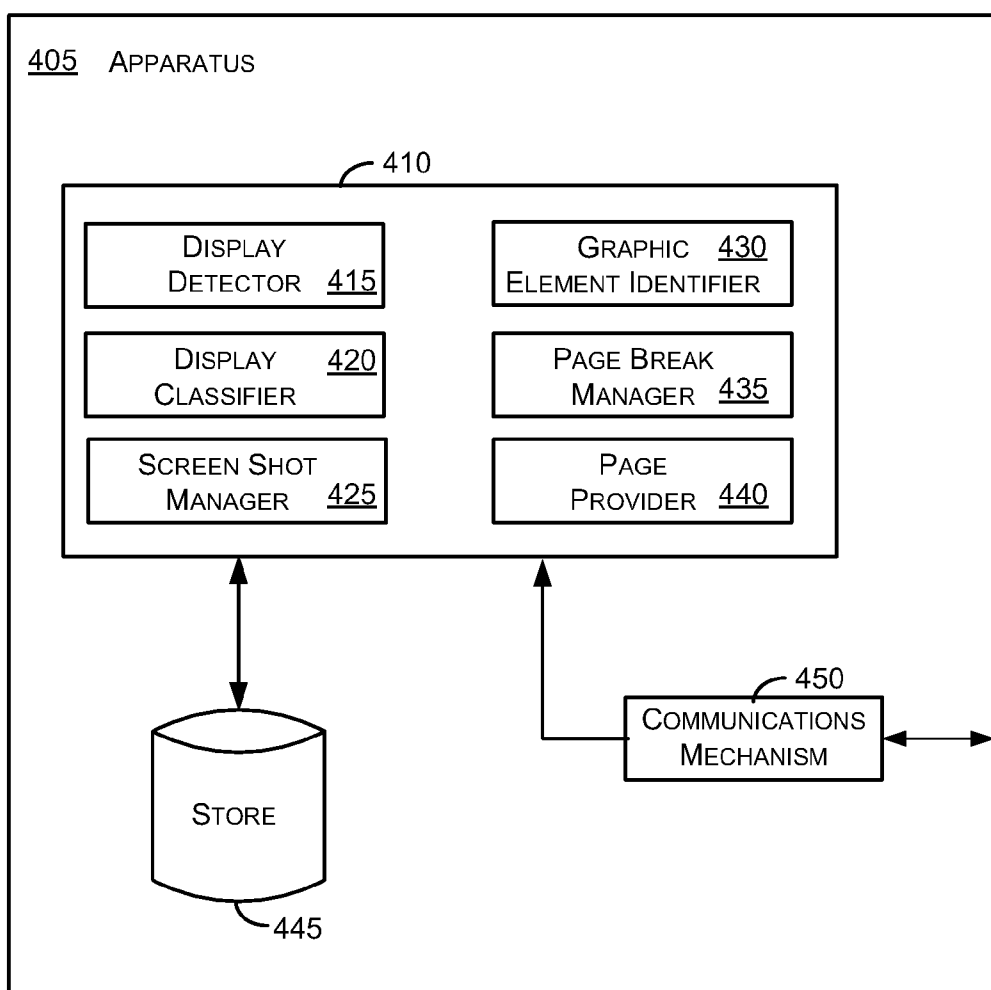 405 APPARATUS
410
DISPLAY
DETECTOR 415
GRAPHIC 430
ELEMENT IDENTIFIER
DISPLAY 420
CLASSIFIER
PAGE BREAK
MANAGER 435
SCREEN SHOT
MANAGER 425
PAGE
PROVIDER 440
450
COMMUNICATIONS
MECHANISM
STORE
445